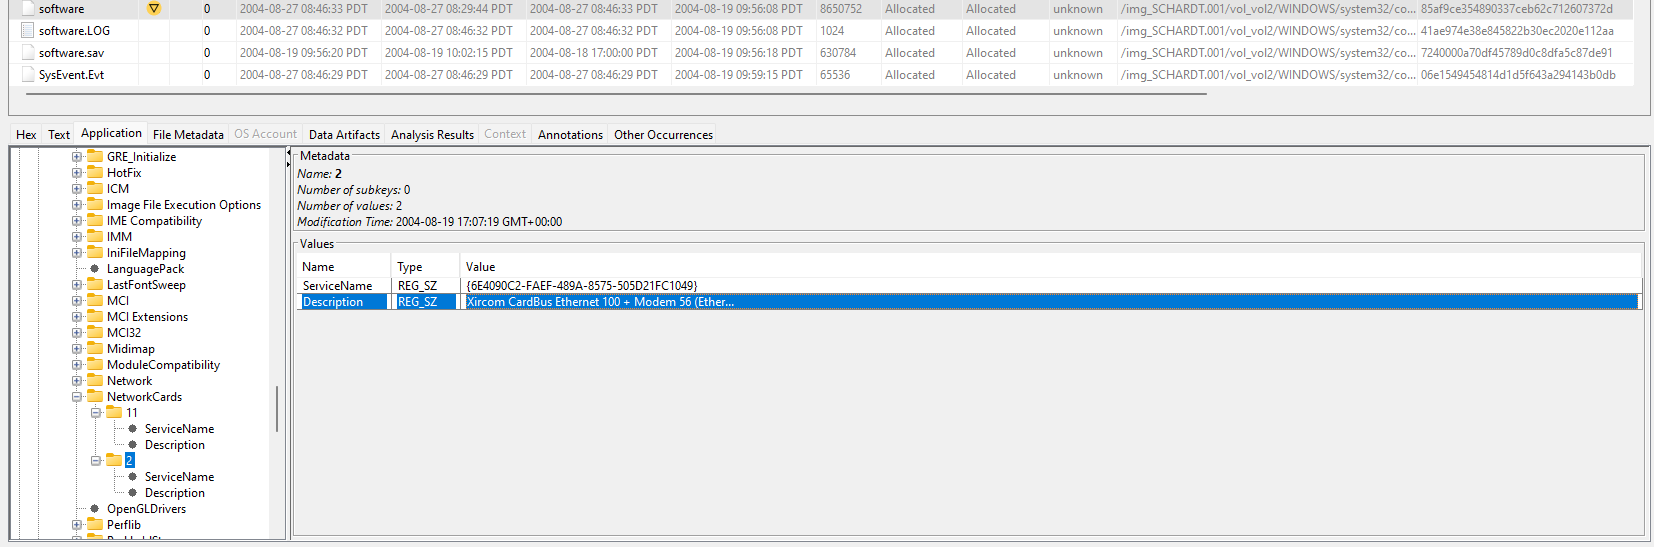 software 0 2004-08-27 08:46:33 PDT 2004-08-27 08:29:44 PDT 2004-08-27 08:46:33 PDT 2004-08-19 09:56:08 PDT 8650752 Allocated Allocated unknown /img_SCHARDT.001/vol_vol2/WINDOWS/system32/co... 85af9ce354890337ceb62c712607372d
software.LOG 0 2004-08-27 08:46:32 PDT 2004-08-27 08:46:32 PDT 2004-08-27 08:46:32 PDT 2004-08-19 09:56:08 PDT 1024 Allocated Allocated unknown /img_SCHARDT.001/vol_vol2/WINDOWS/system32/co... 41ae974e38e845822b30ec2020e112aa
software.sav 0 2004-08-19 09:56:20 PDT 2004-08-19 10:02:15 PDT 2004-08-18 17:00:00 PDT 2004-08-19 09:56:18 PDT 630784 Allocated Allocated unknown /img_SCHARDT.001/vol_vol2/WINDOWS/system32/co... 7240000a70df45789d0c8dfa5c87de91
SysEvent.Evt 0 2004-08-27 08:46:29 PDT 2004-08-27 08:46:29 PDT 2004-08-27 08:46:29 PDT 2004-08-19 09:59:15 PDT 65536 Allocated Allocated unknown /img_SCHARDT.001/vol_vol2/WINDOWS/system32/co... 06e1549454814d1d5f643a294143b0db
Hex Text Application File Metadata OS Account Data Artifacts Analysis Results Context Annotations Other Occurrences
GRE_Initialize
HotFix
ICM
Image File Execution Options
IME Compatibility
IMM
IniFileMapping
LanguagePack
LastFontSweep
MCI
MCI Extensions
MCI32
Midimap
ModuleCompatibility
Network
NetworkCards
11
ServiceName
Description
2
ServiceName
Description
OpenGLDrivers
Perflib
Metadata
Name: 2
Number of subkeys: 0
Number of values: 2
Modification Time: 2004-08-19 17:07:19 GMT+00:00
Values
Name Type Value
ServiceName REG_SZ {6E4090C2-FAEF-489A-8575-505D21FC1049}
Description REG_SZ Xircom CardBus Ethernet 100 + Modem 56 (Ether...